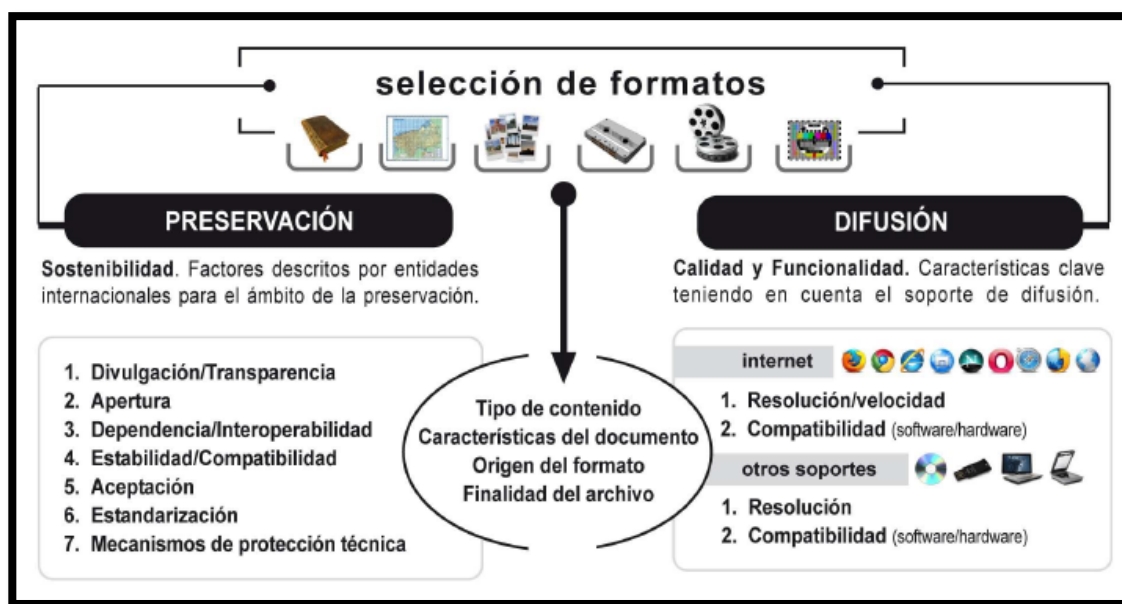 selección de formatos
PRESERVACIÓN
Sostenibilidad. Factores descritos por entidades
internacionales para el ámbito de la preservación.
1. Divulgación/Transparencia
2. Apertura
3. Dependencia/Interoperabilidad
4. Estabilidad/Compatibilidad
5. Aceptación
6. Estandarización
7. Mecanismos de protección técnica
Tipo de contenido
Características del documento
Origen del formato
Finalidad del archivo
DIFUSIÓN
Calidad y Funcionalidad. Características clave
teniendo en cuenta el soporte de difusión.
internet
1. Resolución/velocidad
2. Compatibilidad (software/hardware)
otros soportes
1. Resolución
2. Compatibilidad (software/hardware)